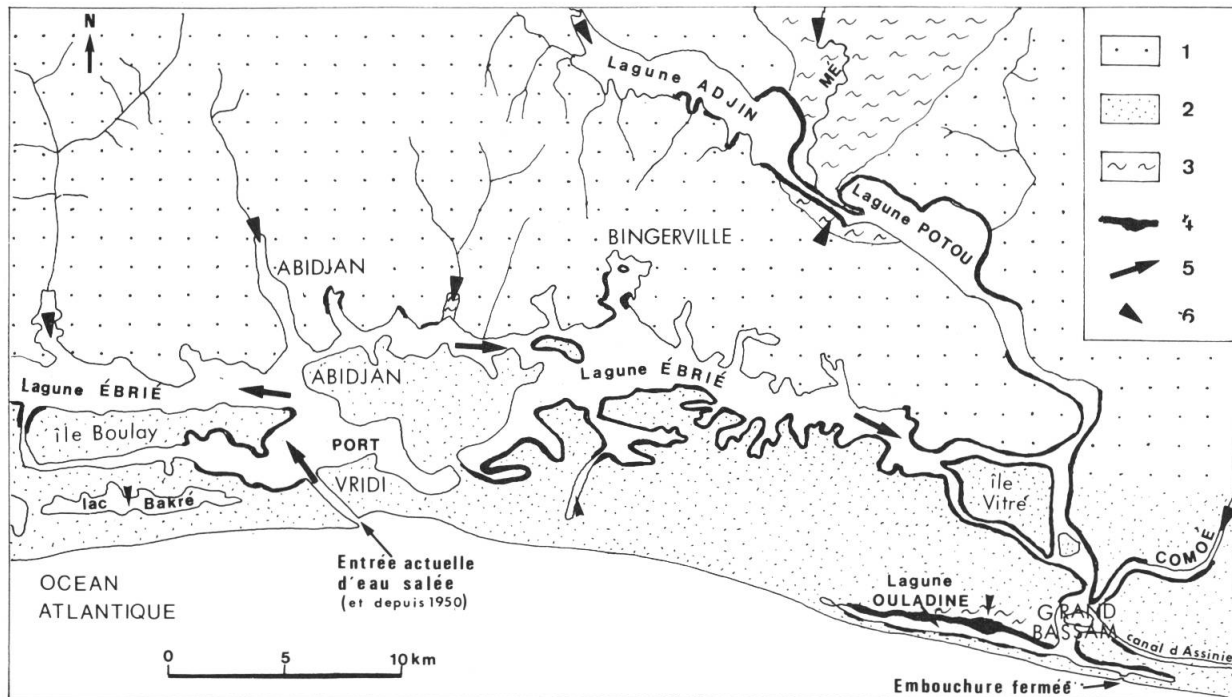 N
Lagune ADJIN
MÉ
1
2
3
4
5
6
Lagune POTOU
BINGERVILLE
ABIDJAN
Lagune ÉBRIÉ
ABIDJAN
Lagune ÉBRIÉ
île Boulay
PORT
VRIDI
lac Bakré
île
Vitré
COMOÉ
Entrée actuelle
d'eau salée
(et depuis 1950)
OCEAN
ATLANTIQUE
Lagune
OULADINE
GRAND
BASSAM
canal d'Assinie
0 5 10 km
Embouchure fermée